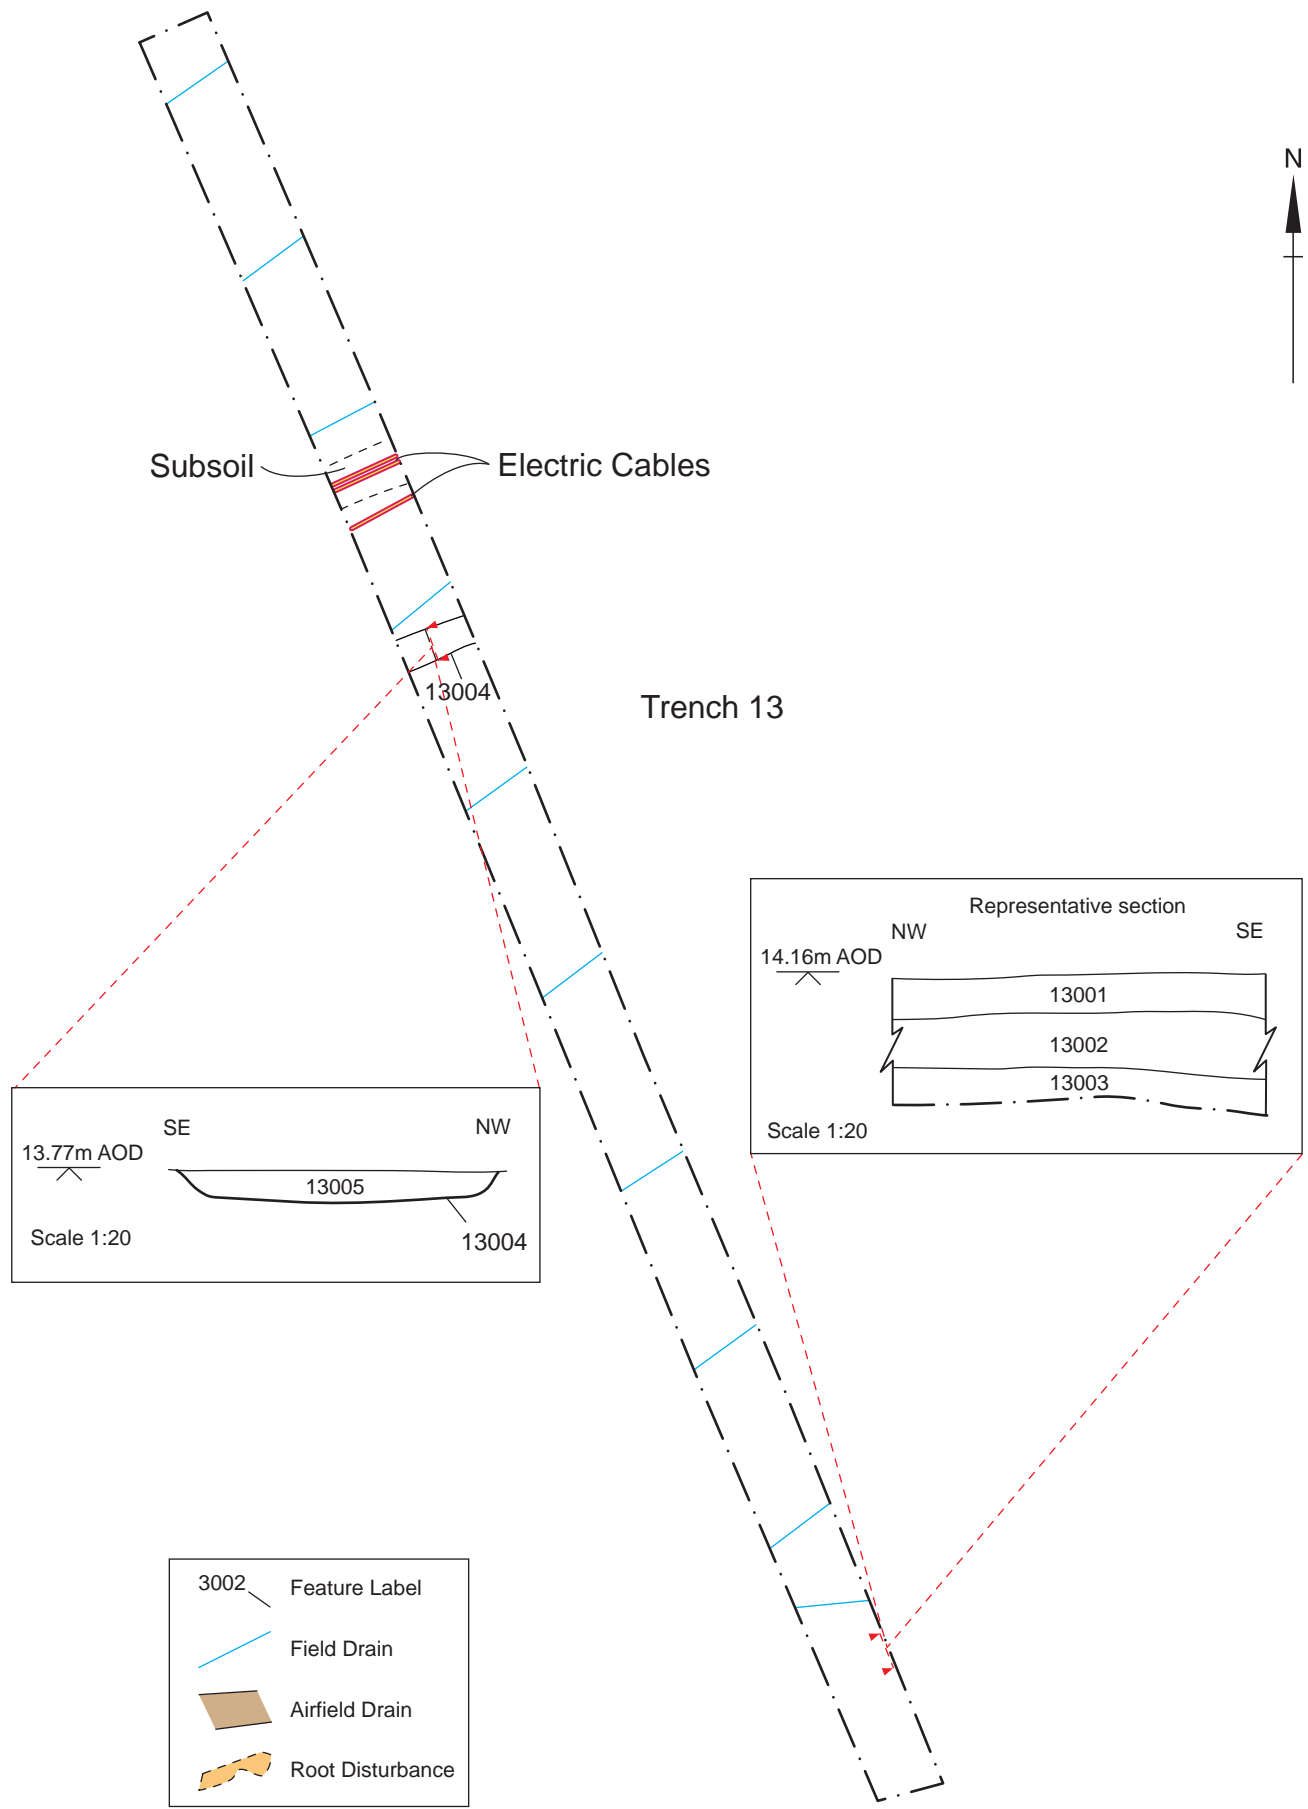 N
Subsoil
Electric Cables
13004
Trench 13
Representative section
NW
SE
14.16m AOD
13001
13002
13003
Scale 1:20
SE
NW
13.77m AOD
13005
Scale 1:20
13004
3002
Feature Label
Field Drain
Airfield Drain
Root Disturbance